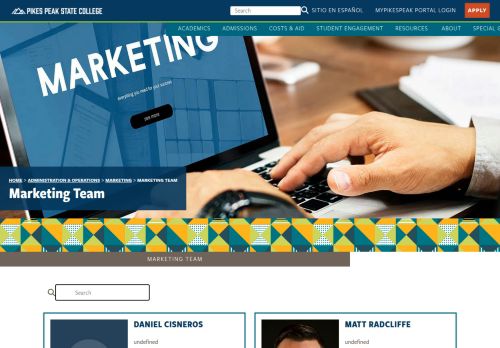 PIKES PEAK STATE COLLEGE
Search
SITIO EN ESPAÑOL
MYPIKESPEAK PORTAL LOGIN
APPLY
ACADEMICS
ADMISSIONS
COSTS & AID
STUDENT ENGAGEMENT
RESOURCES
ABOUT
SPECIAL &
MARKETING
everything you need for your success
see more
HOME > ADMINISTRATION & OPERATIONS > MARKETING > MARKETING TEAM
Marketing Team
MARKETING TEAM
Search
DANIEL CISNEROS
undefined
MATT RADCLIFFE
undefined